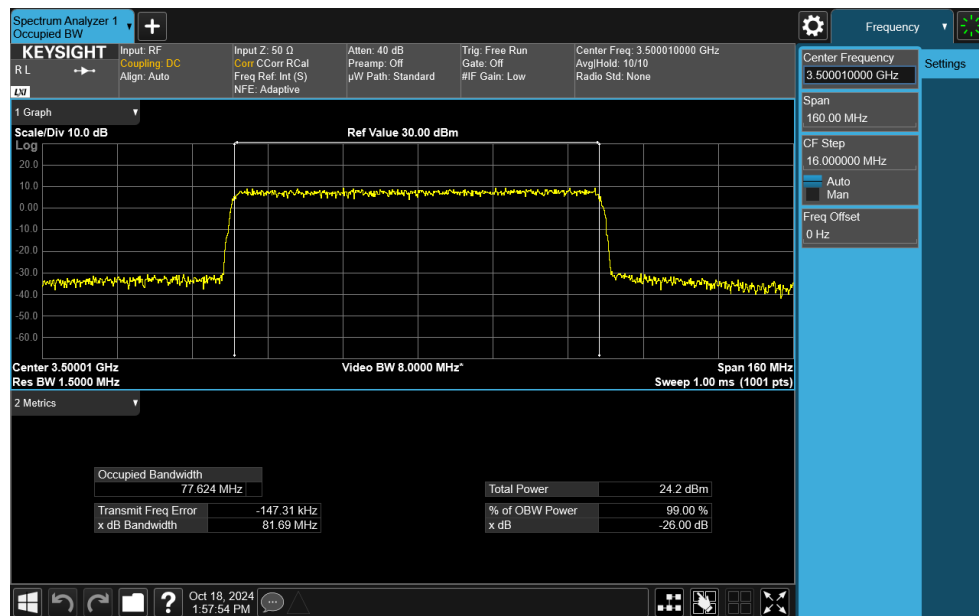 Spectrum Analyzer 1
Occupied BW
Frequency
KEYSIGHT
R L
LXI
Input: RF
Coupling: DC
Align: Auto
Input Z: 50 Ω
Corr CCorr RCal
Freq Ref: Int (S)
NFE: Adaptive
Atten: 40 dB
Preamp: Off
µW Path: Standard
Trig: Free Run
Gate: Off
#IF Gain: Low
Center Freq: 3.500010000 GHz
Avg|Hold: 10/10
Radio Std: None
Center Frequency
3.500010000 GHz
Settings
Span
160.00 MHz
CF Step
16.000000 MHz
Auto
Man
Freq Offset
0 Hz
1 Graph
Scale/Div 10.0 dB
Ref Value 30.00 dBm
Log
20.0
10.0
0.00
-10.0
-20.0
-30.0
-40.0
-50.0
-60.0
Center 3.50001 GHz
Video BW 8.0000 MHz*
Span 160 MHz
Res BW 1.5000 MHz
Sweep 1.00 ms (1001 pts)
2 Metrics
Occupied Bandwidth
77.624 MHz
Total Power 24.2 dBm
Transmit Freq Error -147.31 kHz
% of OBW Power 99.00 %
x dB Bandwidth 81.69 MHz
x dB -26.00 dB
Oct 18, 2024
1:57:54 PM